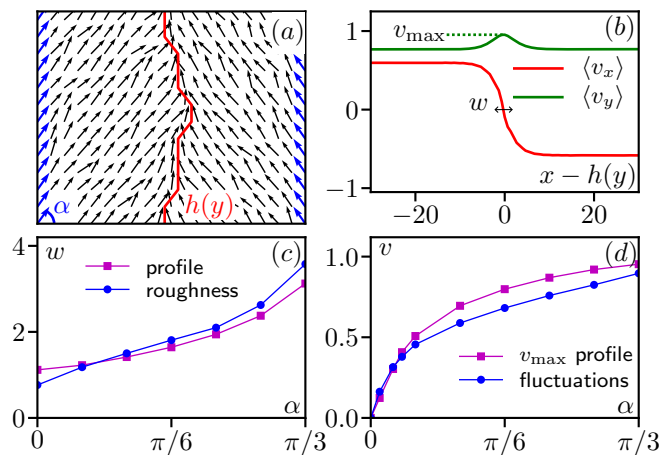 (a)
α
h(y)
(b)
v_max
⟨v_x⟩
⟨v_y⟩
w
1
0
−1
−20
0
20
x − h(y)
(c)
w
profile
roughness
4
2
0
0
π/6
π/3
α
(d)
v
v_max profile
fluctuations
1.0
0.5
0.0
0
π/6
π/3
α